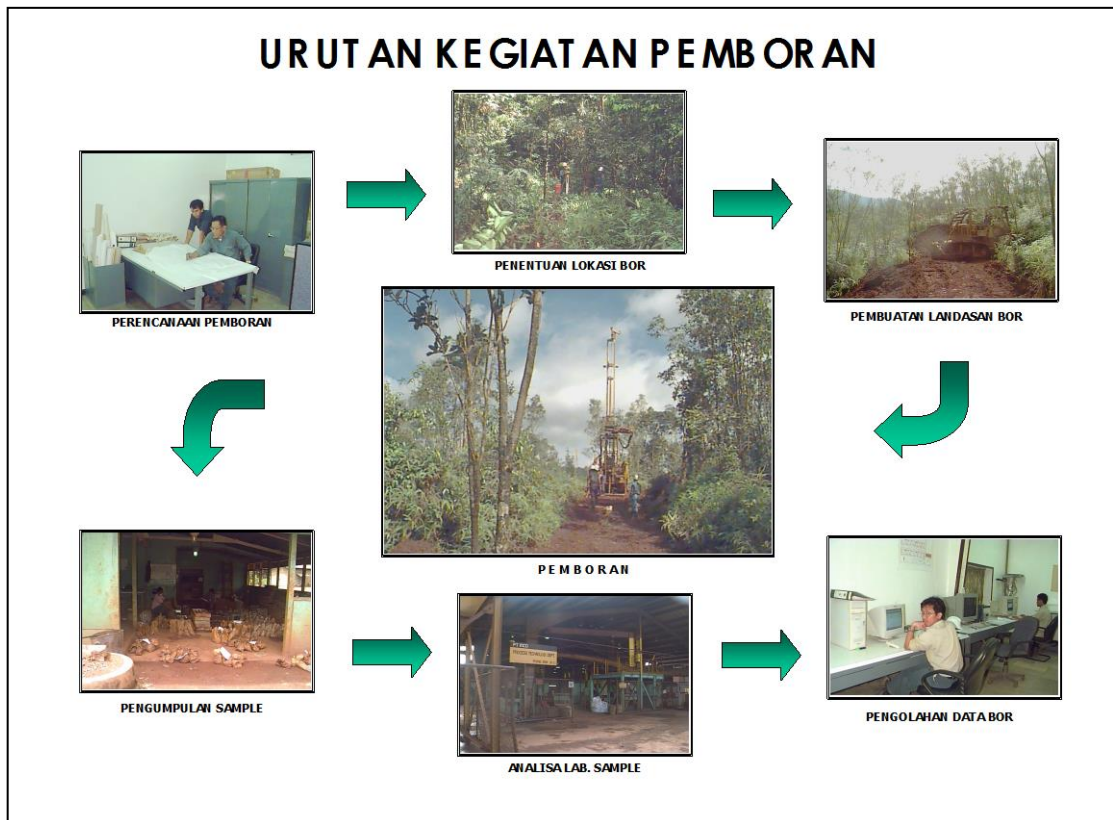 URUTAN KEGIATAN PEMBORAN
PERENCANAAN PEMBORAN
PENENTUAN LOKASI BOR
PEMBUATAN LANDASAN BOR
PEMBORAN
PENGUMPULAN SAMPLE
ANALISA LAB. SAMPLE
PENGOLAHAN DATA BOR